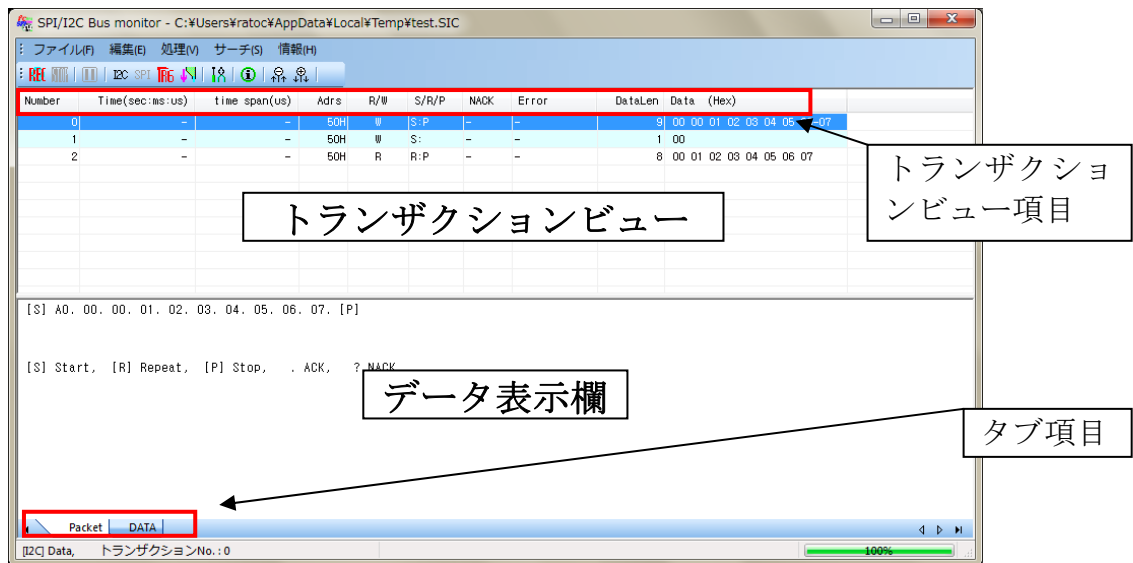 SPI/I2C Bus monitor - C:¥Users¥ratoc¥AppData¥Local¥Temp¥test.SIC
ファイル(F) 編集(E) 処理(V) サーチ(S) 情報(H)
REC I2C SPI TRG
Number Time(sec:ms:us) time span(us) Adrs R/W S/R/P NACK Error DataLen Data (Hex)
0 - - 50H W S:P - - 9 00 00 01 02 03 04 05 07
1 - - 50H W S: - - 1 00
2 - - 50H R R:P - - 8 00 01 02 03 04 05 06 07
トランザクショ
ンビュー項目
トランザクションビュー
[S] A0. 00. 00. 01. 02. 03. 04. 05. 06. 07. [P]
[S] Start, [R] Repeat, [P] Stop, . ACK, ? NACK
データ表示欄
タブ項目
Packet DATA
[I2C] Data, トランザクションNo. : 0 100%